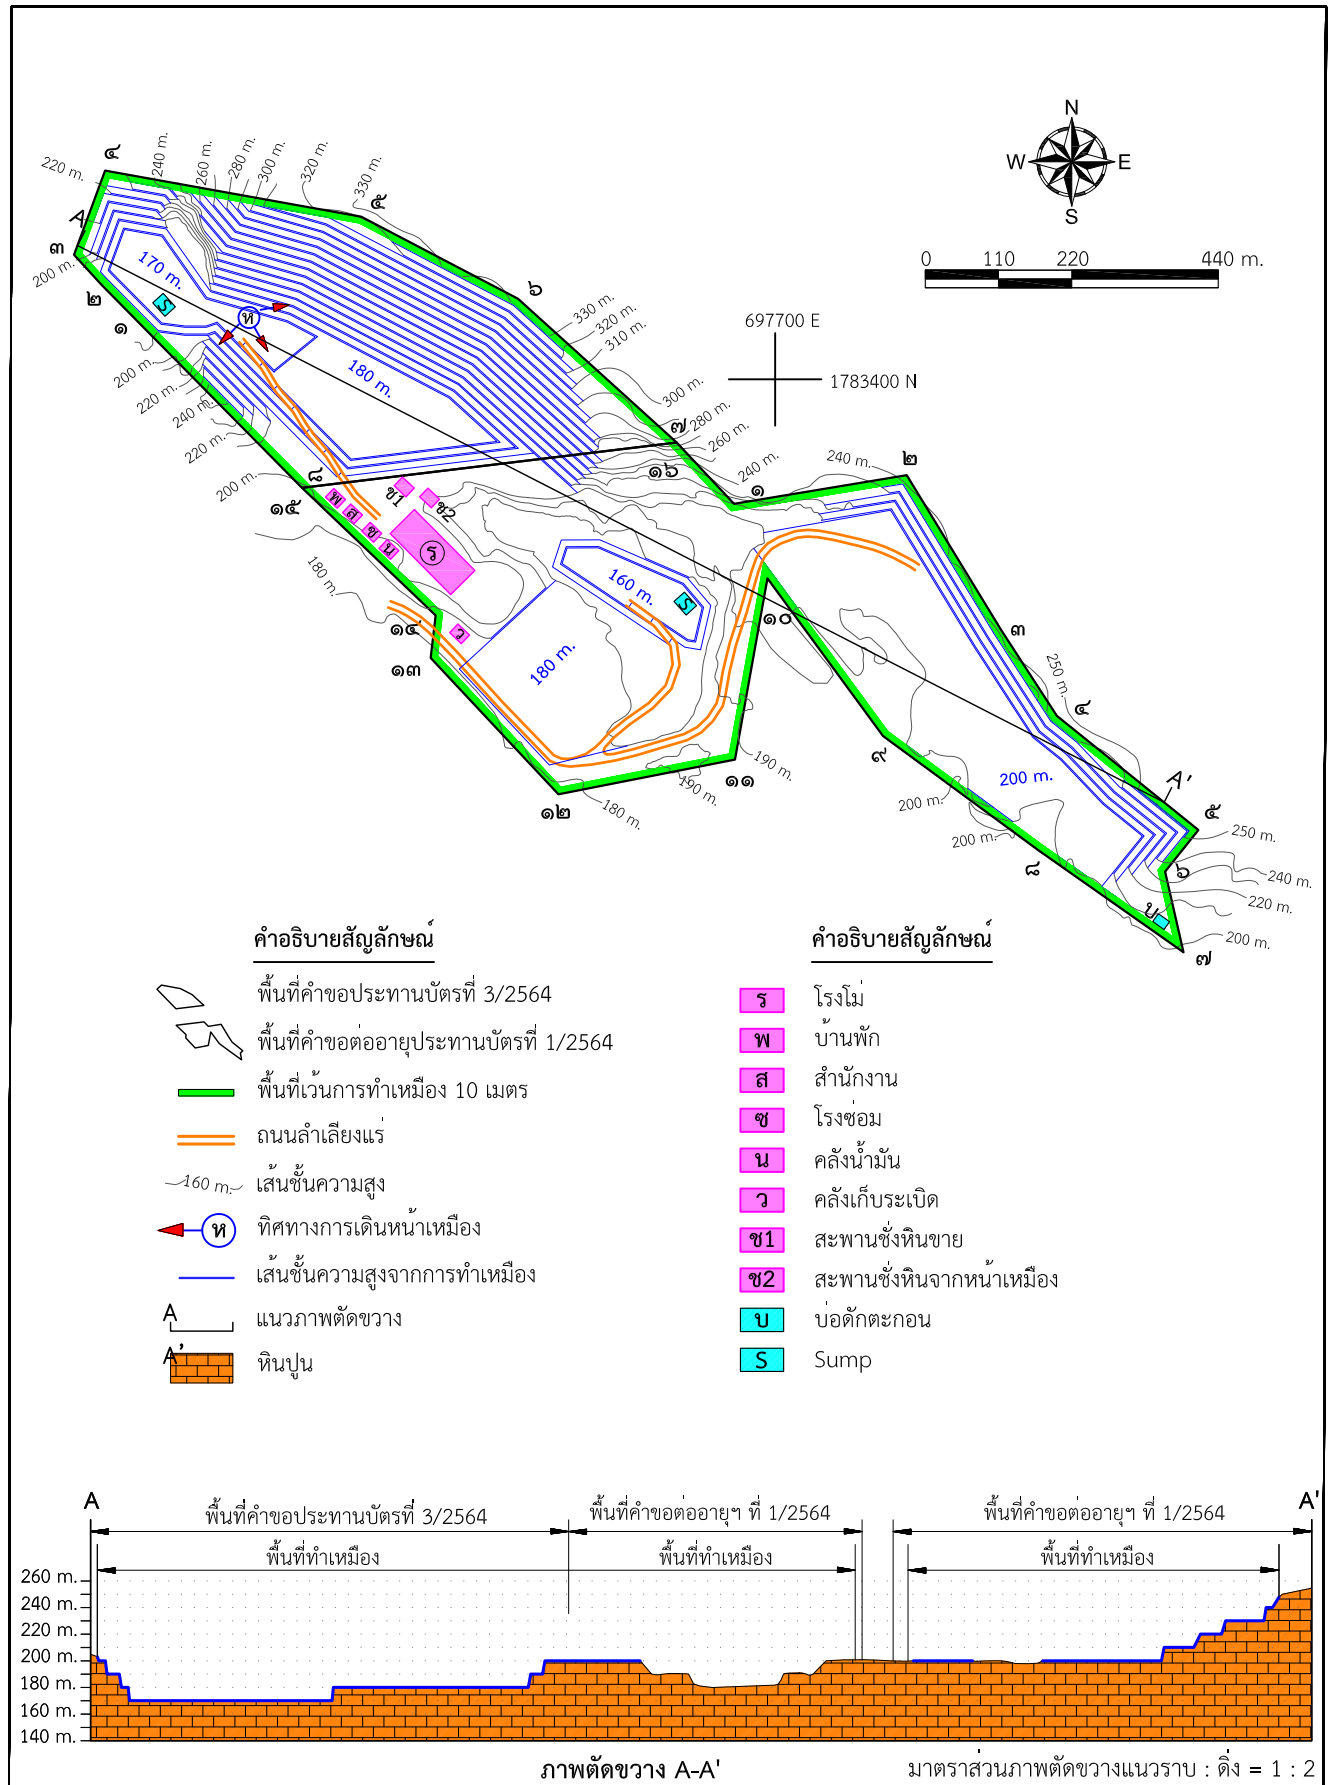 N
W E
S
0 110 220 440 m.
697700 E
1783400 N
๔
220 m.
240 m.
260 m.
280 m.
300 m.
320 m.
330 m.
๕
A
๓
200 m.
๒
๑
170 m.
S
ห
180 m.
๖
330 m.
320 m.
310 m.
300 m.
280 m.
260 m.
240 m.
๗
๑๖
๑
240 m.
๒
200 m.
220 m.
240 m.
220 m.
200 m.
๘
๑๕
พ
ส
ซ
น
ช1
ช2
ร
180 m.
๑๔
๑๓
ว
160 m.
S
180 m.
๑๐
๓
250 m.
๔
๙
๑๑
190 m.
190 m.
๑๒
180 m.
200 m.
A'
๕
200 m.
200 m.
250 m.
๘
๖
240 m.
220 m.
บ
200 m.
๗
คำอธิบายสัญลักษณ์
พื้นที่คำขอประทานบัตรที่ 3/2564
พื้นที่คำขอต่ออายุประทานบัตรที่ 1/2564
พื้นที่เว้นการทำเหมือง 10 เมตร
ถนนลำเลียงแร่
160 m. เส้นชั้นความสูง
ห ทิศทางการเดินหน้าเหมือง
เส้นชั้นความสูงจากการทำเหมือง
A A' แนวภาพตัดขวาง
หินปูน
คำอธิบายสัญลักษณ์
ร โรงโม่
พ บ้านพัก
ส สำนักงาน
ซ โรงซ่อม
น คลังน้ำมัน
ว คลังเก็บระเบิด
ช1 สะพานชั่งหินขาย
ช2 สะพานชั่งหินจากหน้าเหมือง
บ บ่อดักตะกอน
S Sump
A A'
พื้นที่คำขอประทานบัตรที่ 3/2564 พื้นที่คำขอต่ออายุฯ ที่ 1/2564 พื้นที่คำขอต่ออายุฯ ที่ 1/2564
พื้นที่ทำเหมือง พื้นที่ทำเหมือง พื้นที่ทำเหมือง
260 m.
240 m.
220 m.
200 m.
180 m.
160 m.
140 m.
ภาพตัดขวาง A-A'
มาตราส่วนภาพตัดขวางแนวราบ : ดิ่ง = 1 : 2